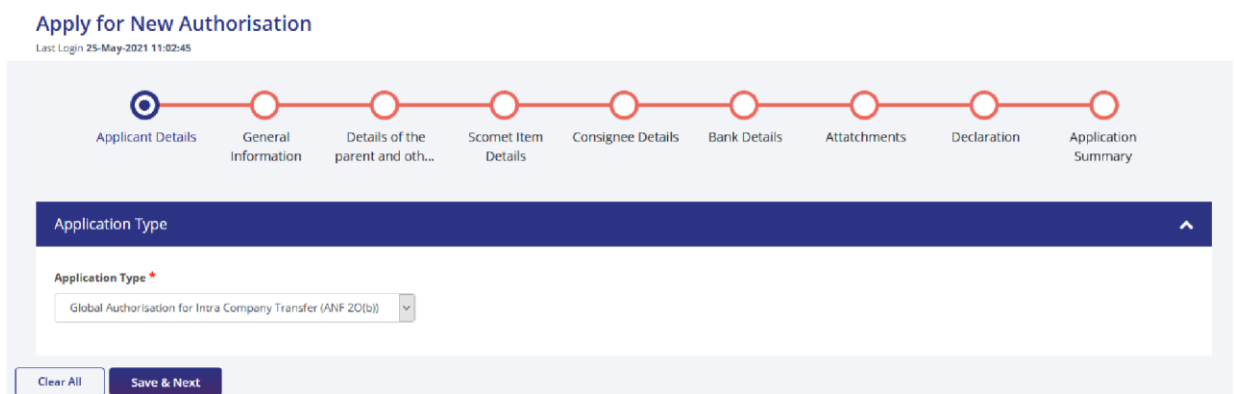 Apply for New Authorisation
Last Login 25-May-2021 11:02:45
Applicant Details
General
Information
Details of the
parent and oth...
Scomet Item
Details
Consignee Details
Bank Details
Attatchments
Declaration
Application
Summary
Application Type
Application Type *
Global Authorisation for Intra Company Transfer (ANF 2O(b))
Clear All
Save & Next